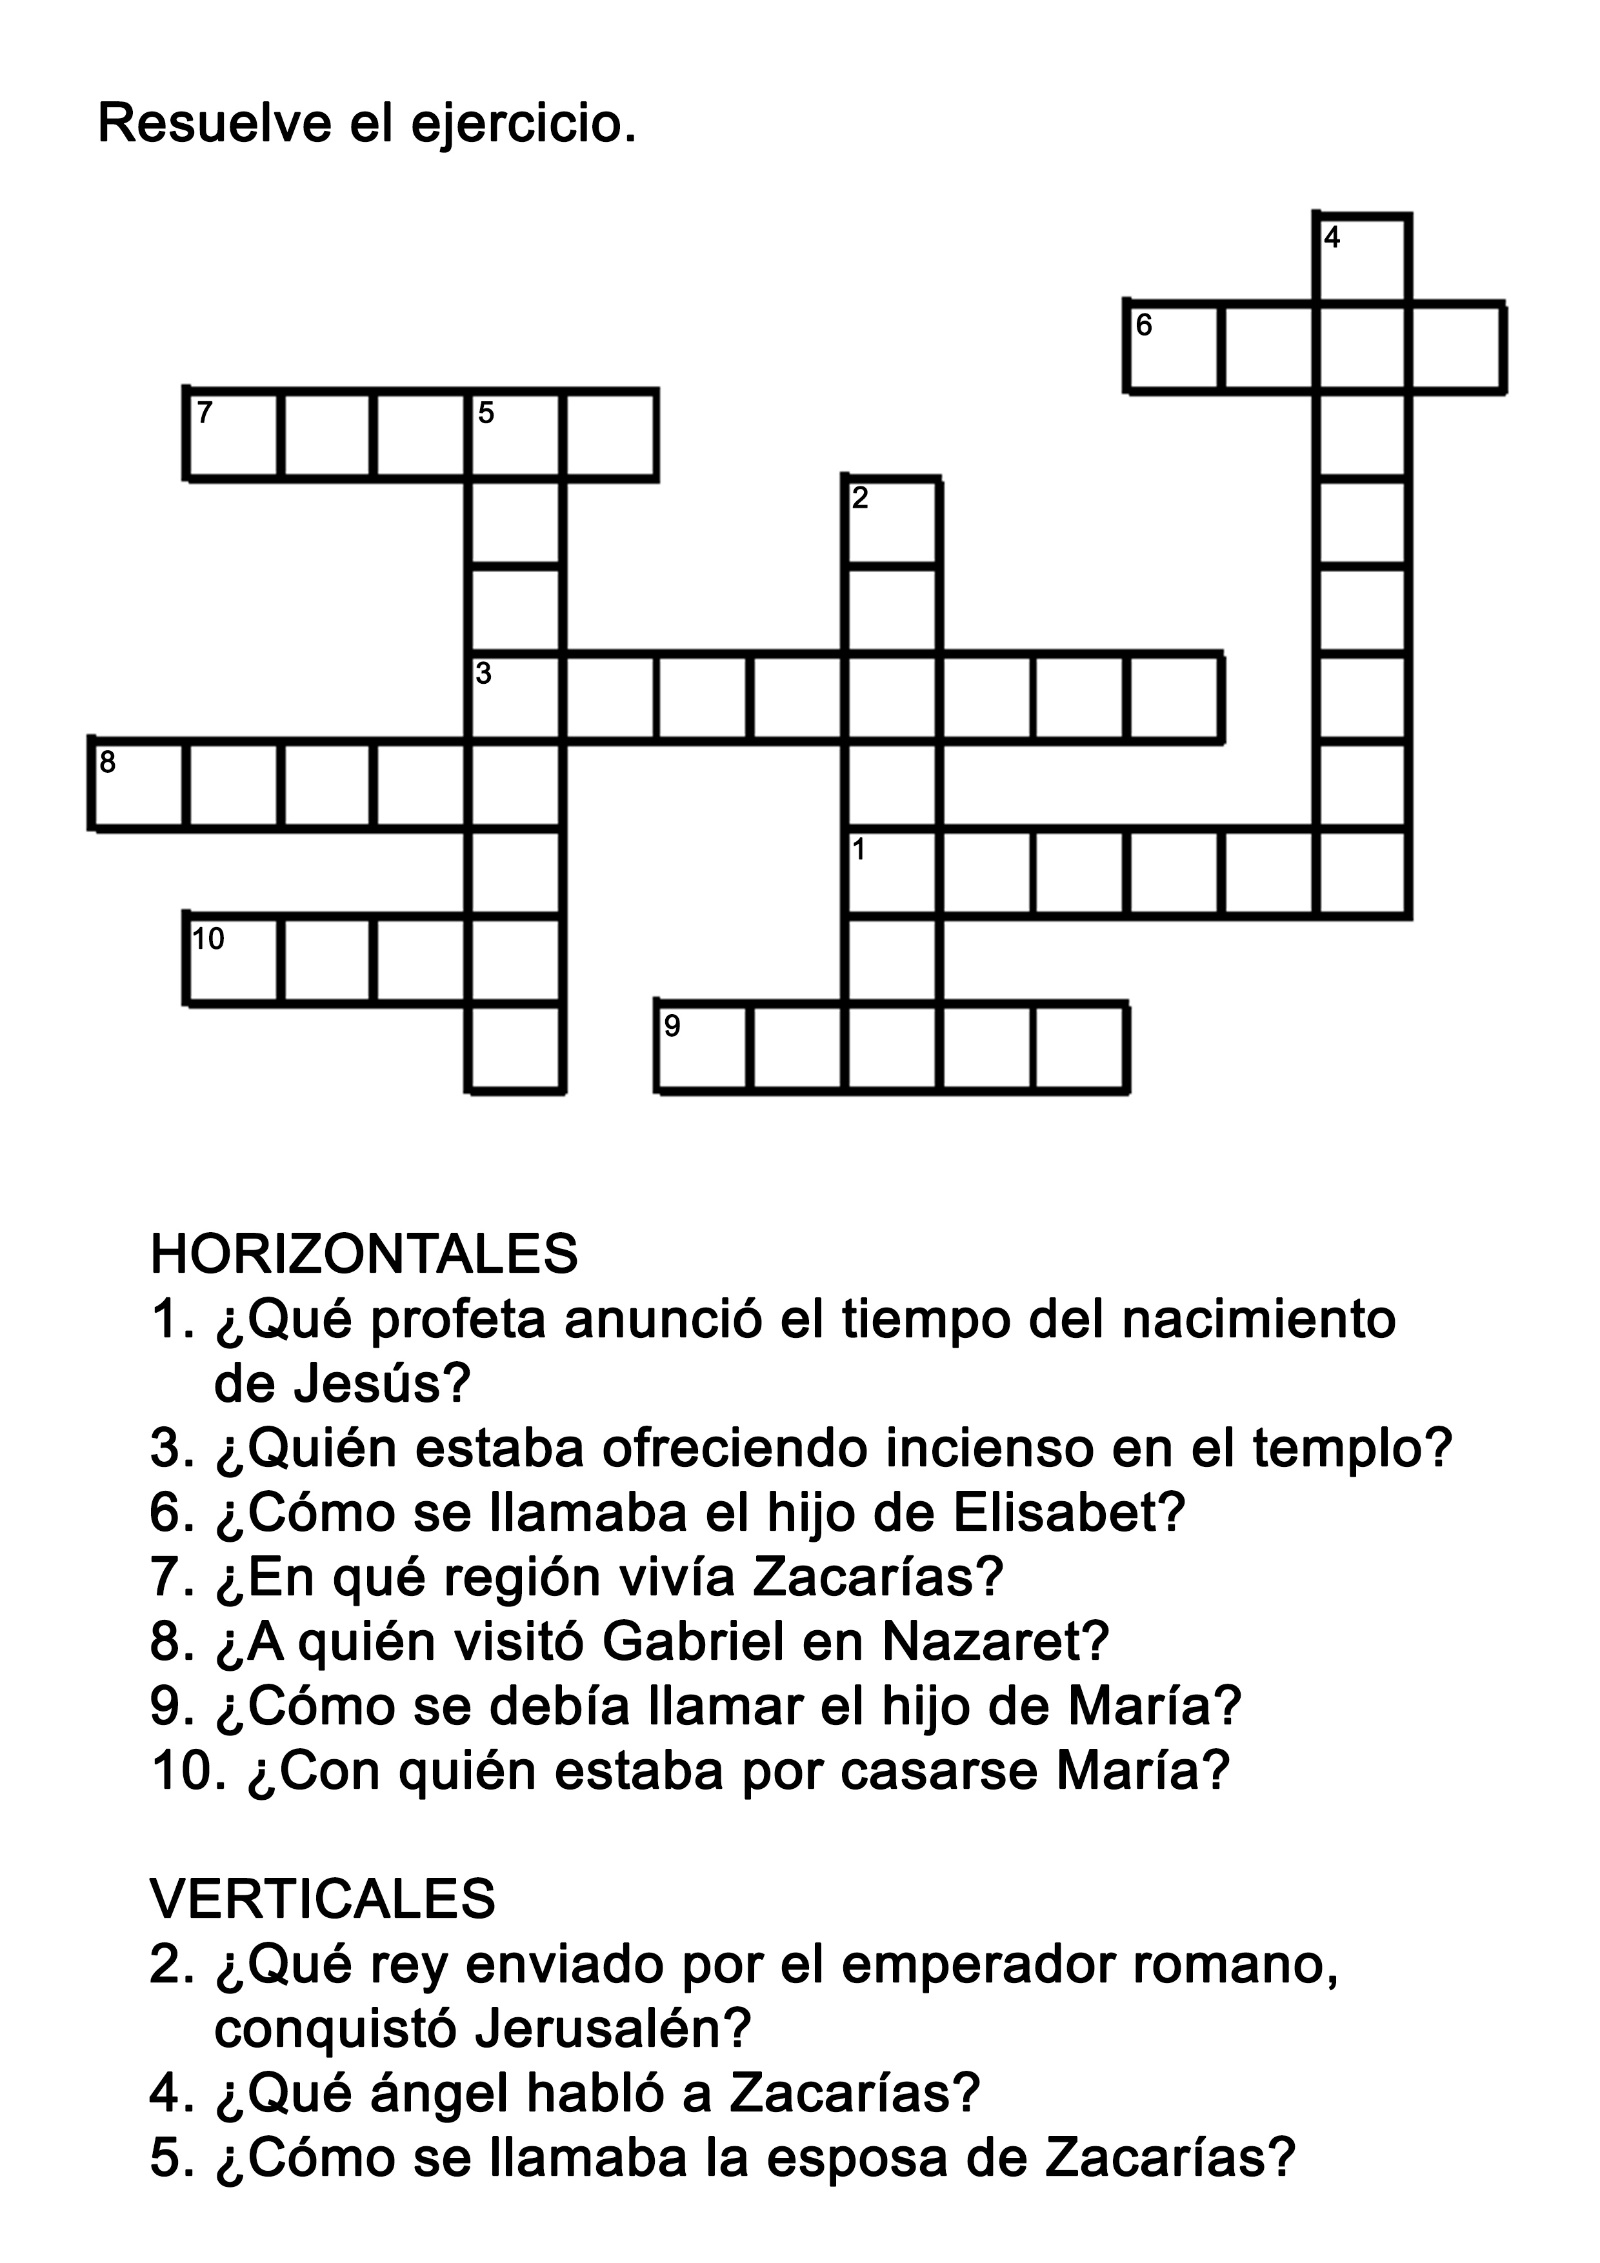 Resuelve el ejercicio.
4
6
7 5
2
3
8
1
10
9
HORIZONTALES
1. ¿Qué profeta anunció el tiempo del nacimiento
de Jesús?
3. ¿Quién estaba ofreciendo incienso en el templo?
6. ¿Cómo se llamaba el hijo de Elisabet?
7. ¿En qué región vivía Zacarías?
8. ¿A quién visitó Gabriel en Nazaret?
9. ¿Cómo se debía llamar el hijo de María?
10. ¿Con quién estaba por casarse María?
VERTICALES
2. ¿Qué rey enviado por el emperador romano,
conquistó Jerusalén?
4. ¿Qué ángel habló a Zacarías?
5. ¿Cómo se llamaba la esposa de Zacarías?